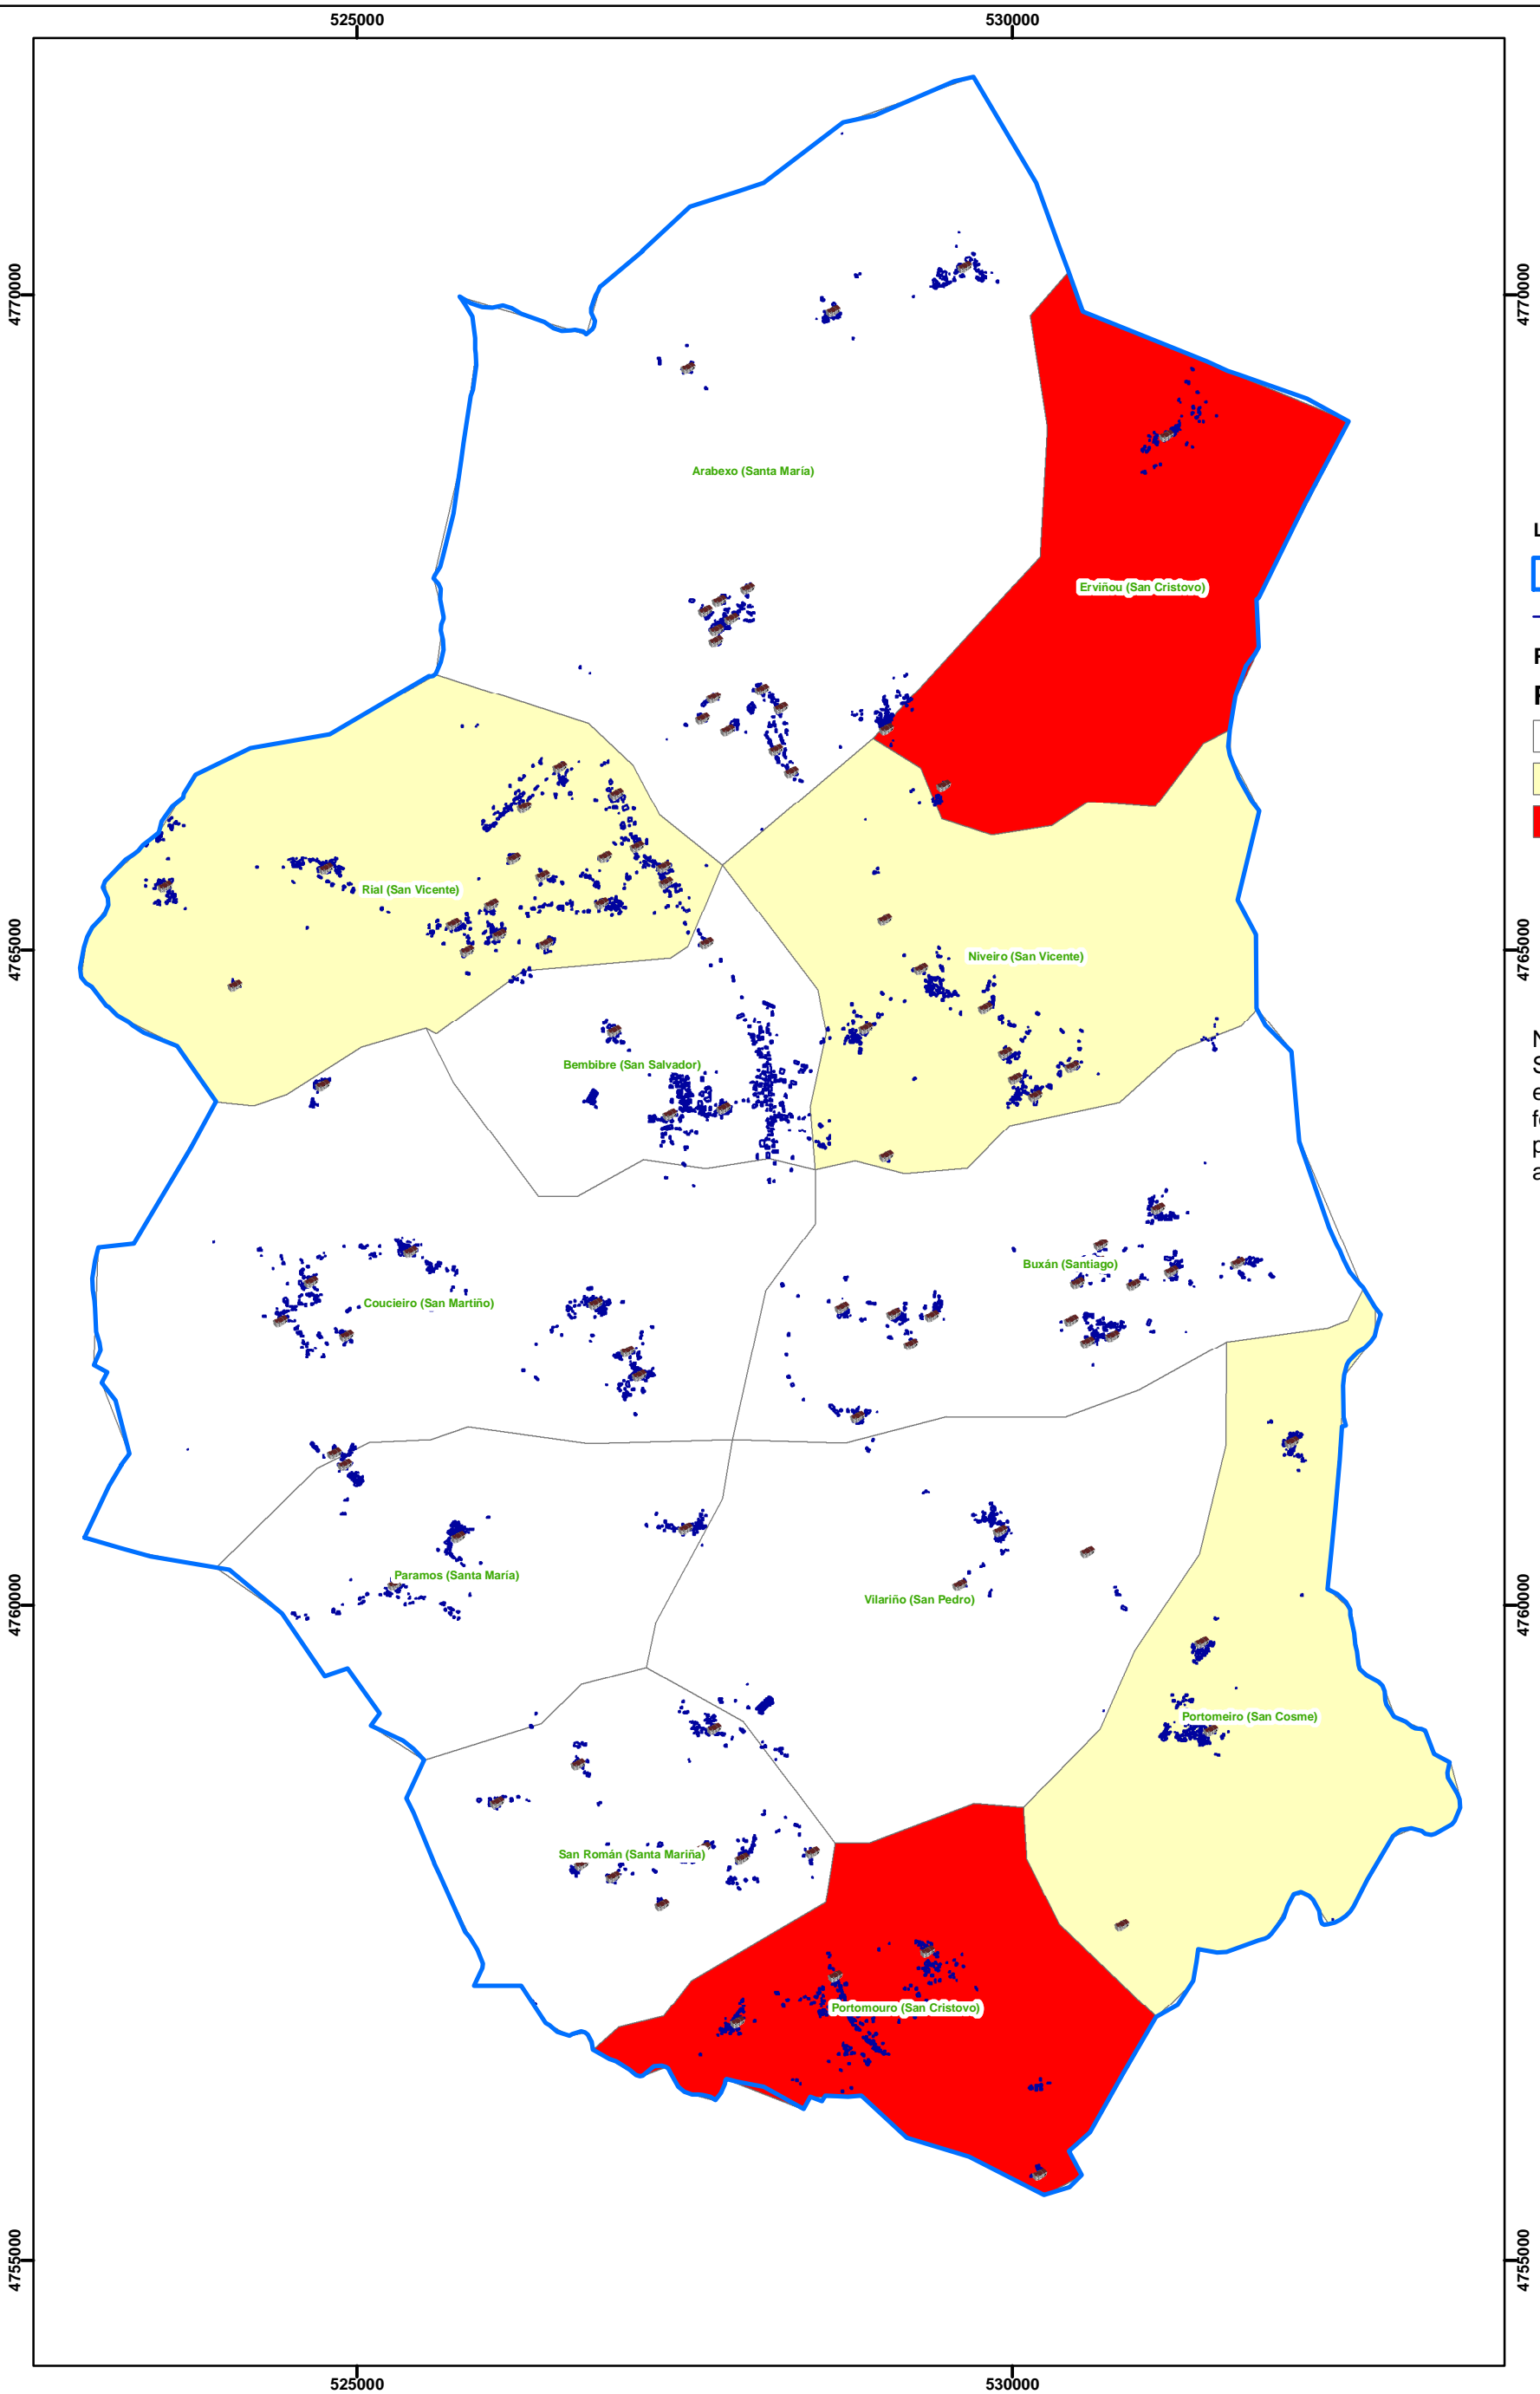 525000
530000
4770000
4770000
Arabexo (Santa María)
L
Erviñou (San Cristovo)
F
F
Rial (San Vicente)
4765000
4765000
Niveiro (San Vicente)
Bembibre (San Salvador)
N
S
e
f
p
a
Buxán (Santiago)
Coucieiro (San Martiño)
Paramos (Santa María)
Vilariño (San Pedro)
4760000
4760000
Portomeiro (San Cosme)
San Román (Santa Mariña)
Portomouro (San Cristovo)
4755000
4755000
525000
530000